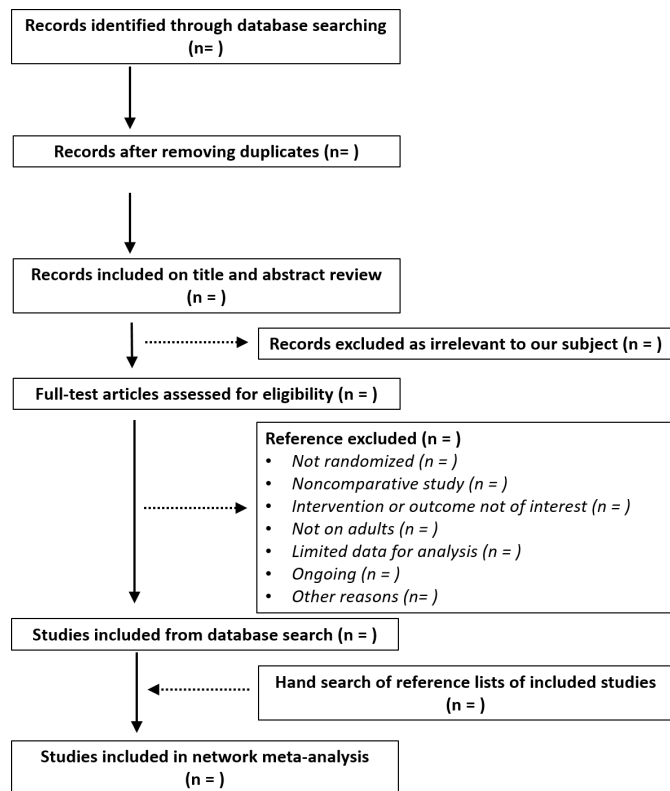 Records identified through database searching
(n= )
Records after removing duplicates (n= )
Records included on title and abstract review
(n = )
Records excluded as irrelevant to our subject (n = )
Full-test articles assessed for eligibility (n = )
Reference excluded (n = )
• Not randomized (n = )
• Noncomparative study (n = )
• Intervention or outcome not of interest (n = )
• Not on adults (n = )
• Limited data for analysis (n = )
• Ongoing (n = )
• Other reasons (n= )
Studies included from database search (n = )
Hand search of reference lists of included studies
(n = )
Studies included in network meta-analysis
(n = )